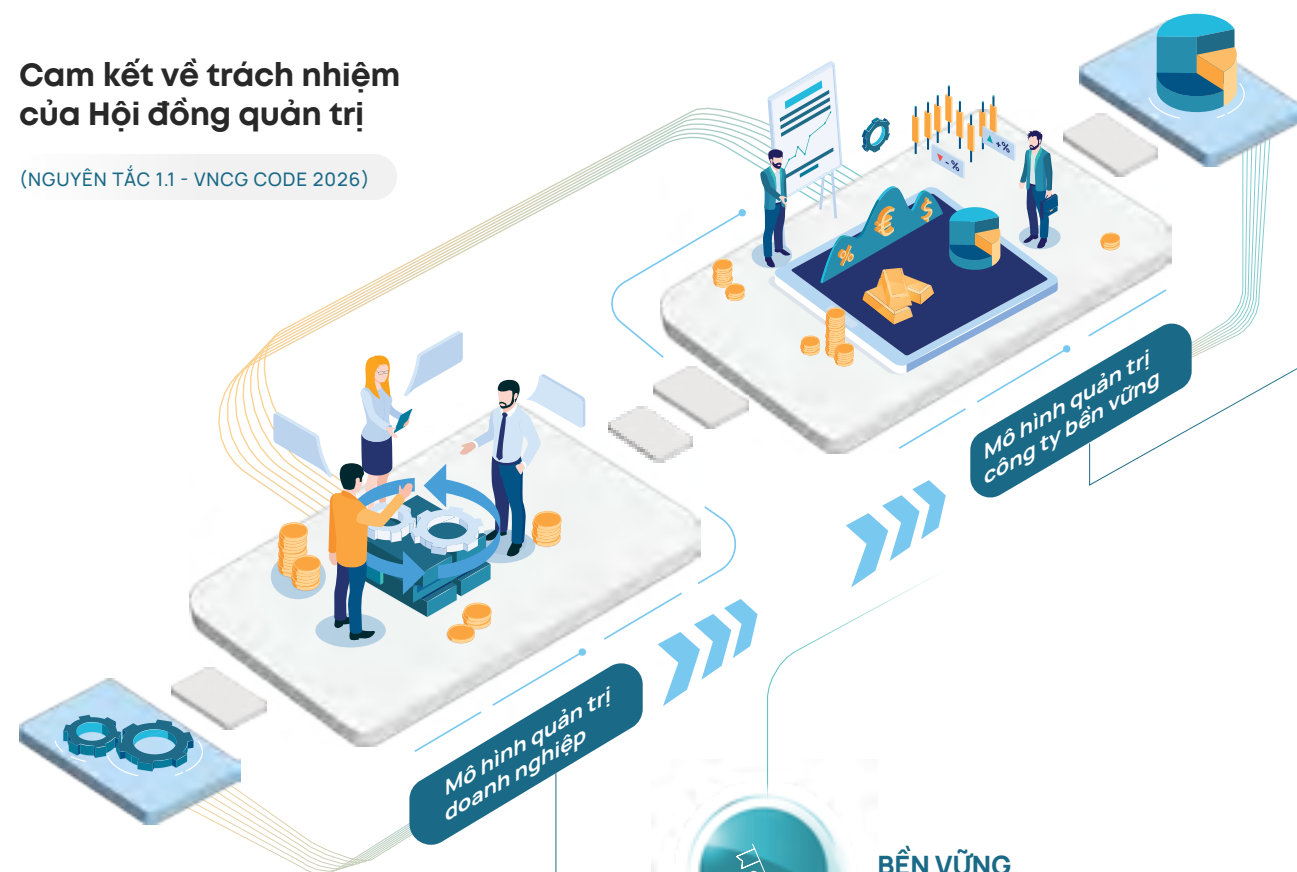 Cam kết về trách nhiệm
của Hội đồng quản trị
(NGUYÊN TẮC 1.1 - VNCG CODE 2026)
- %
+%
%
€
$
Mô hình quản trị
công ty bền vững
Mô hình quản trị
doanh nghiệp
BỀN VỮNG